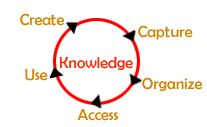 Create
Capture
Knowledge
Use
Organize
Access